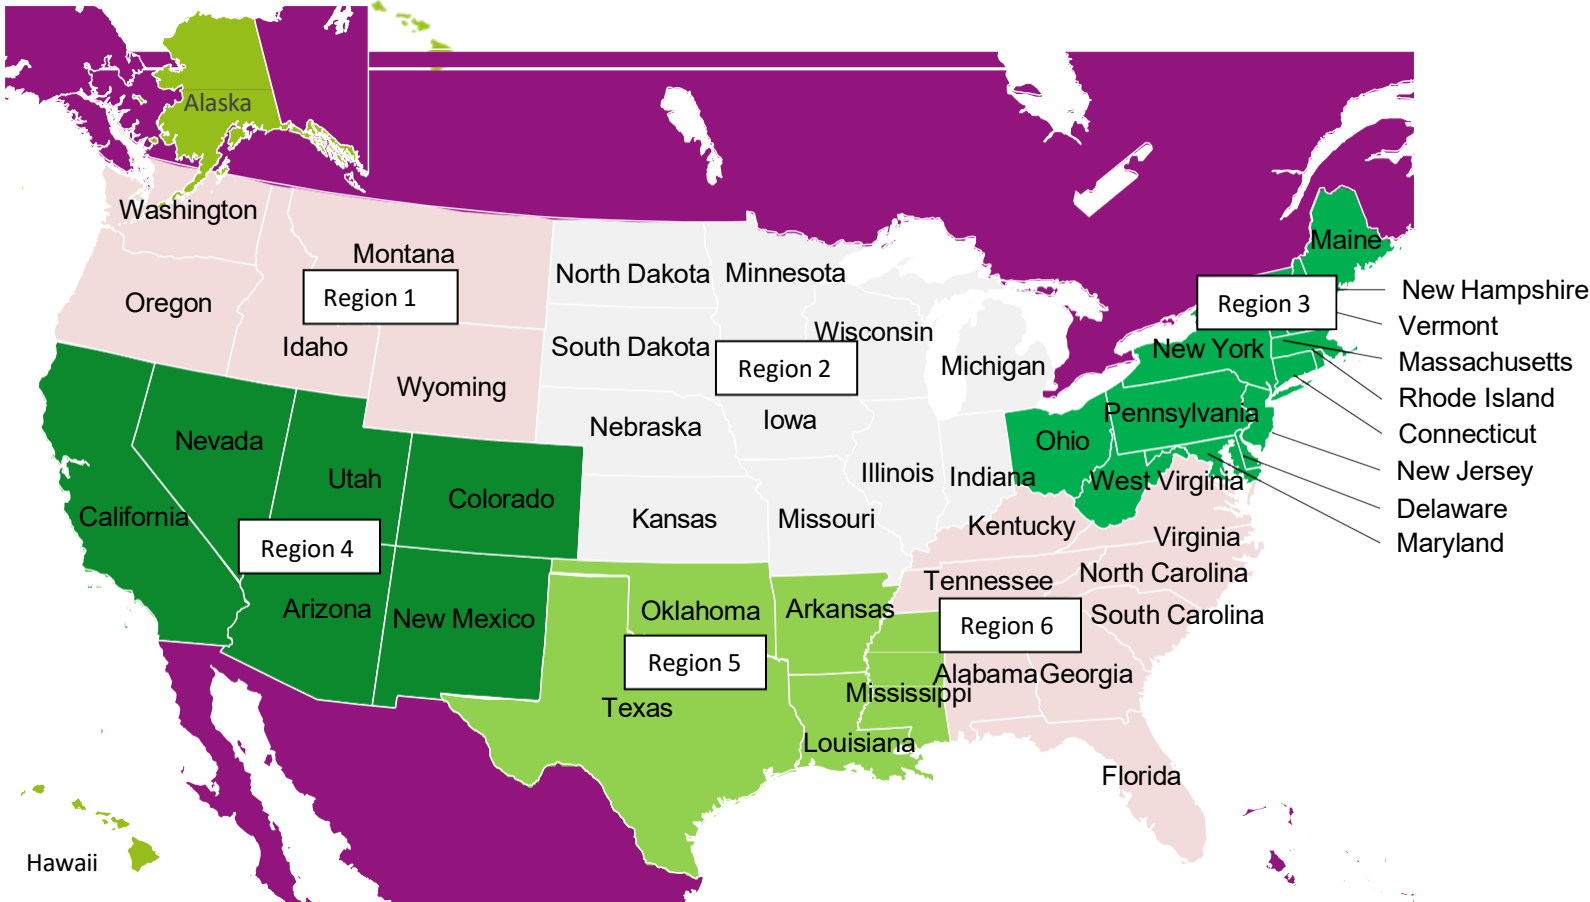 Alaska
Washington
Montana
Oregon
Region 1
Idaho
Wyoming
North Dakota
Minnesota
South Dakota
Wisconsin
Region 2
Michigan
Nebraska
Iowa
Illinois
Indiana
Kansas
Missouri
Maine
Region 3
New Hampshire
Vermont
New York
Massachusetts
Rhode Island
Pennsylvania
Connecticut
Ohio
New Jersey
West Virginia
Delaware
Maryland
Nevada
Utah
Colorado
California
Region 4
Arizona
New Mexico
Oklahoma
Arkansas
Region 5
Texas
Mississippi
Louisiana
Kentucky
Virginia
Tennessee
North Carolina
Region 6
South Carolina
Alabama
Georgia
Florida
Hawaii